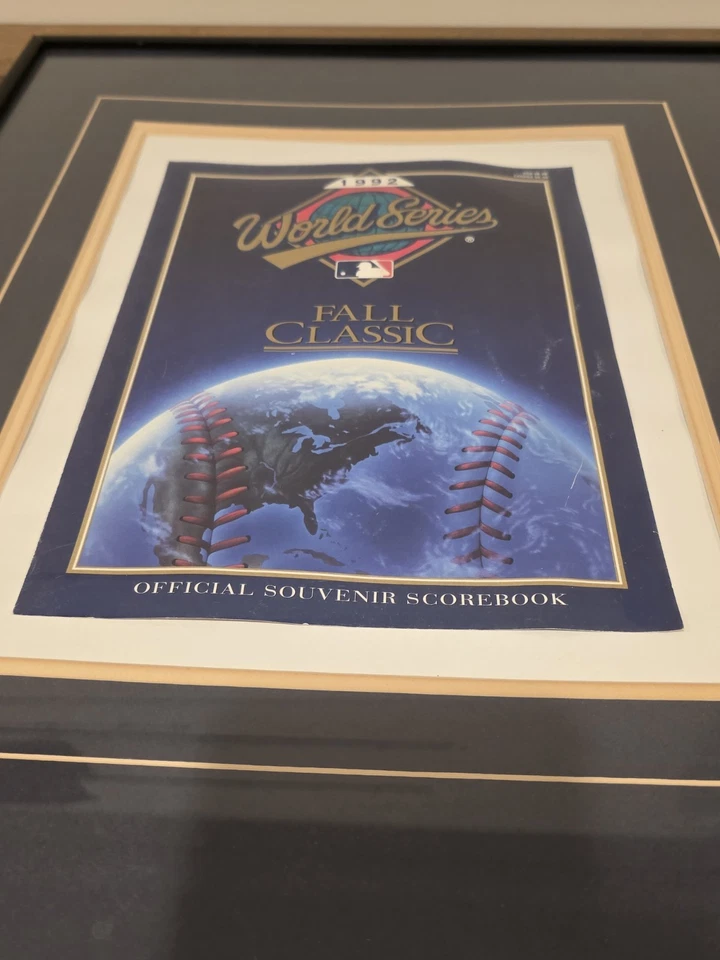 1992
World Series
FALL
CLASSIC
OFFICIAL SOUVENIR SCOREBOOK